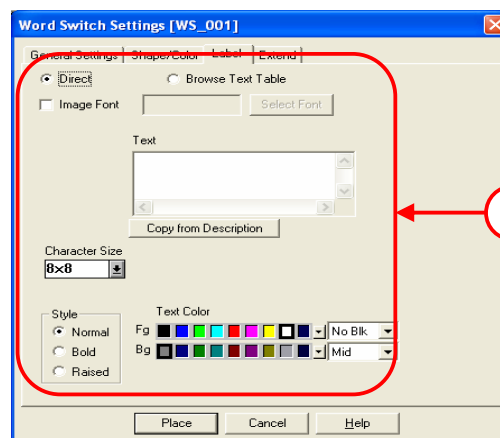 Word Switch Settings [WS_001]
General Settings Shape/Color Label Extend
Direct Browse Text Table
Image Font Select Font
Text
Copy from Description
Character Size
8×8
Style Text Color
Normal Fg No Blk
Bold Bg Mid
Raised
Place Cancel Help